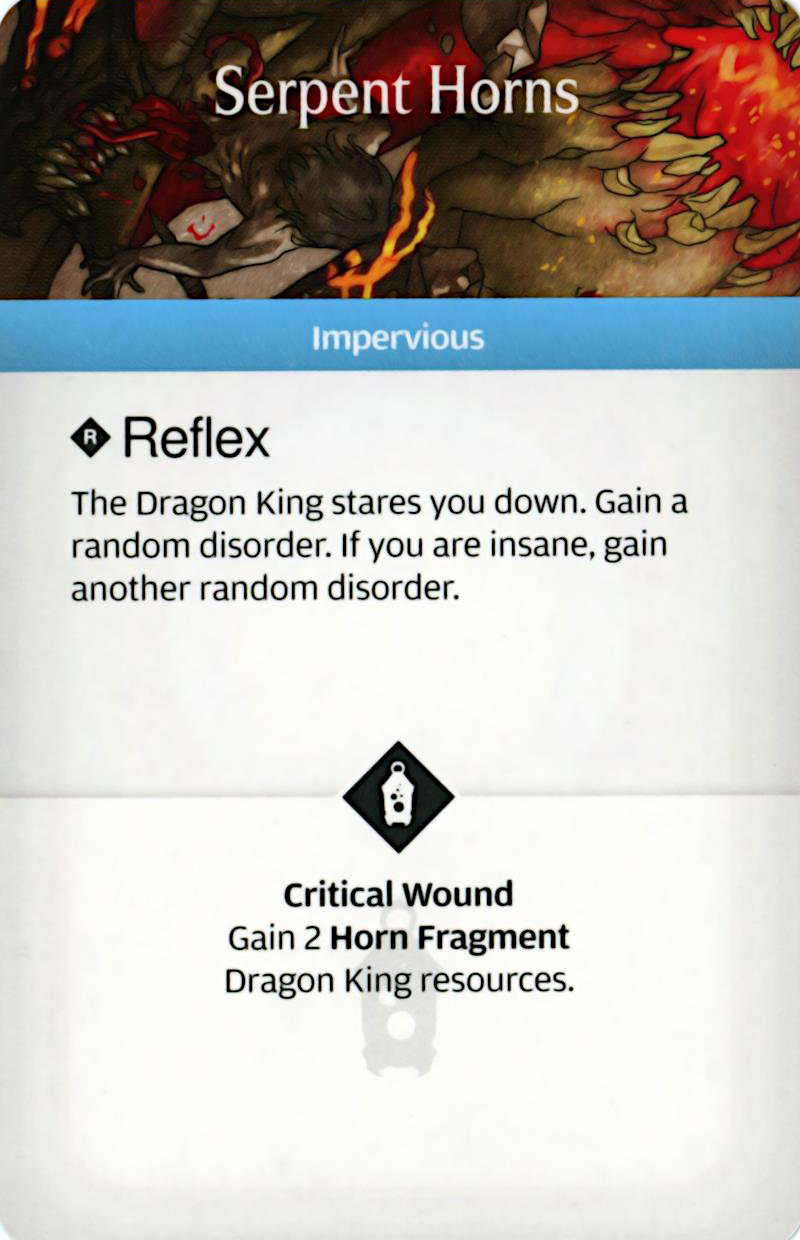 Serpent Horns
Impervious
R Reflex
The Dragon King stares you down. Gain a
random disorder. If you are insane, gain
another random disorder.
Critical Wound
Gain 2 Horn Fragment
Dragon King resources.